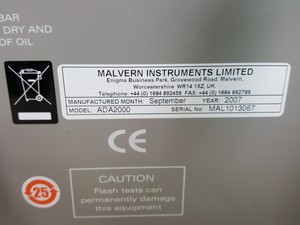 BAR
DRY AND
OF OIL
MALVERN INSTRUMENTS LIMITED
Enigma Business Park, Grovewood Road, Malvern,
Worcestershire WR14 1XZ, UK.
Telephone: +44 (0) 1684 892456 FAX: +44 (0) 1684 892789
MANUFACTURED MONTH: September YEAR: 2007
MODEL: ADA2000 SERIAL No: MAL1013067
CE
25
CAUTION
Flash tests can
permanently damage
this equipment